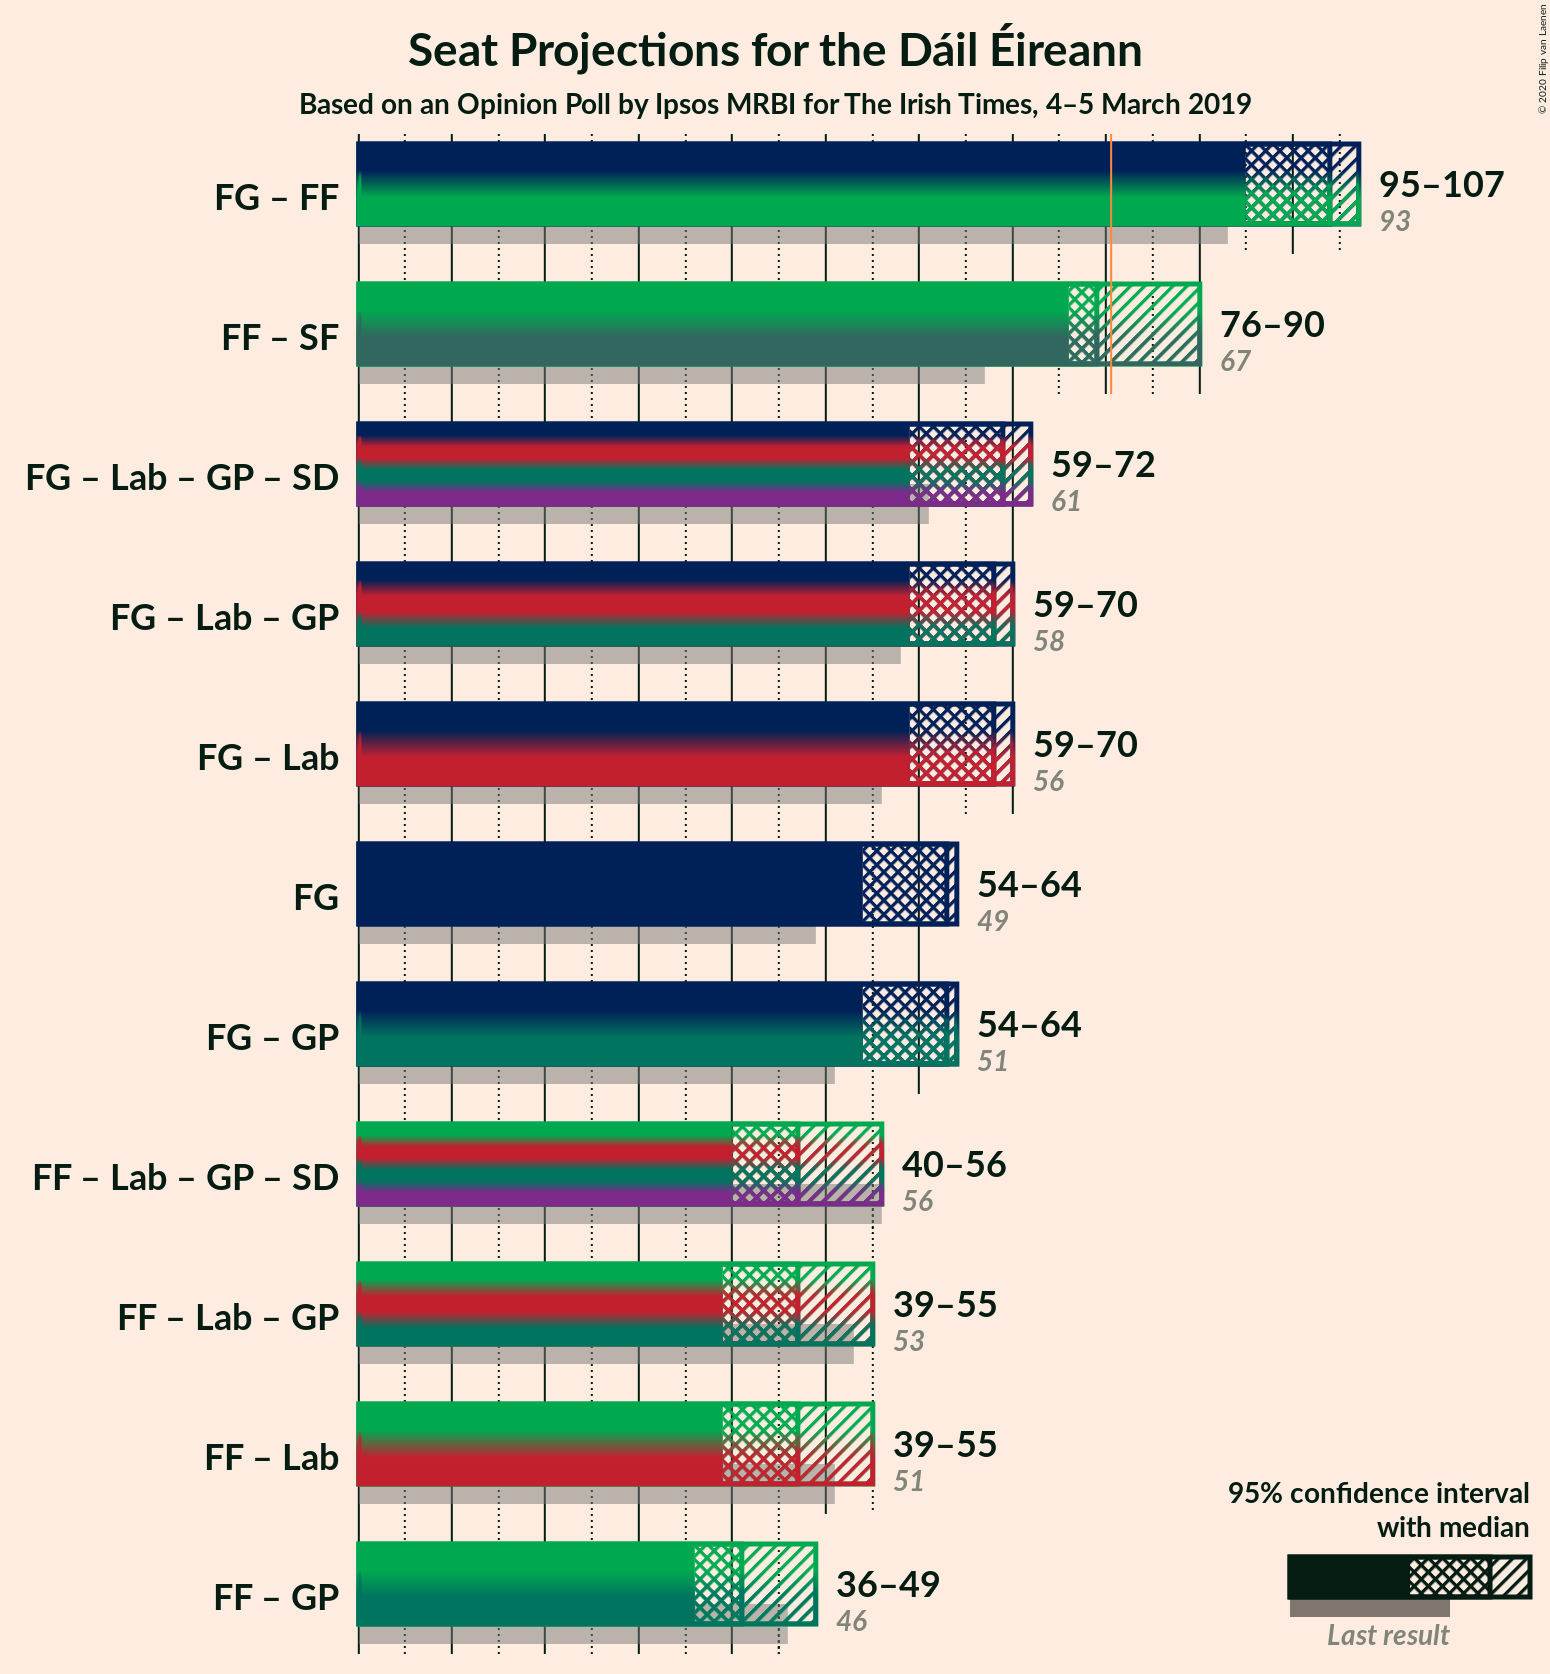 Seat Projections for the Dáil Éireann
Based on an Opinion Poll by Ipsos MRBI for The Irish Times, 4–5 March 2019
© 2020 Filip van Laenen
FG – FF
95–107
93
FF – SF
76–90
67
FG – Lab – GP – SD
59–72
61
FG – Lab – GP
59–70
58
FG – Lab
59–70
56
FG
54–64
49
FG – GP
54–64
51
FF – Lab – GP – SD
40–56
56
FF – Lab – GP
39–55
53
FF – Lab
39–55
51
FF – GP
36–49
46
95% confidence interval
with median
Last result